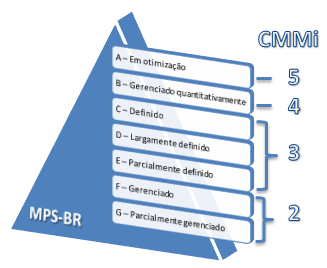 CMMi
A – Em otimização
5
B – Gerenciado quantitativamente
4
C – Definido
D – Largamente definido
3
E – Parcialmente definido
F – Gerenciado
2
G – Parcialmente gerenciado
MPS-BR